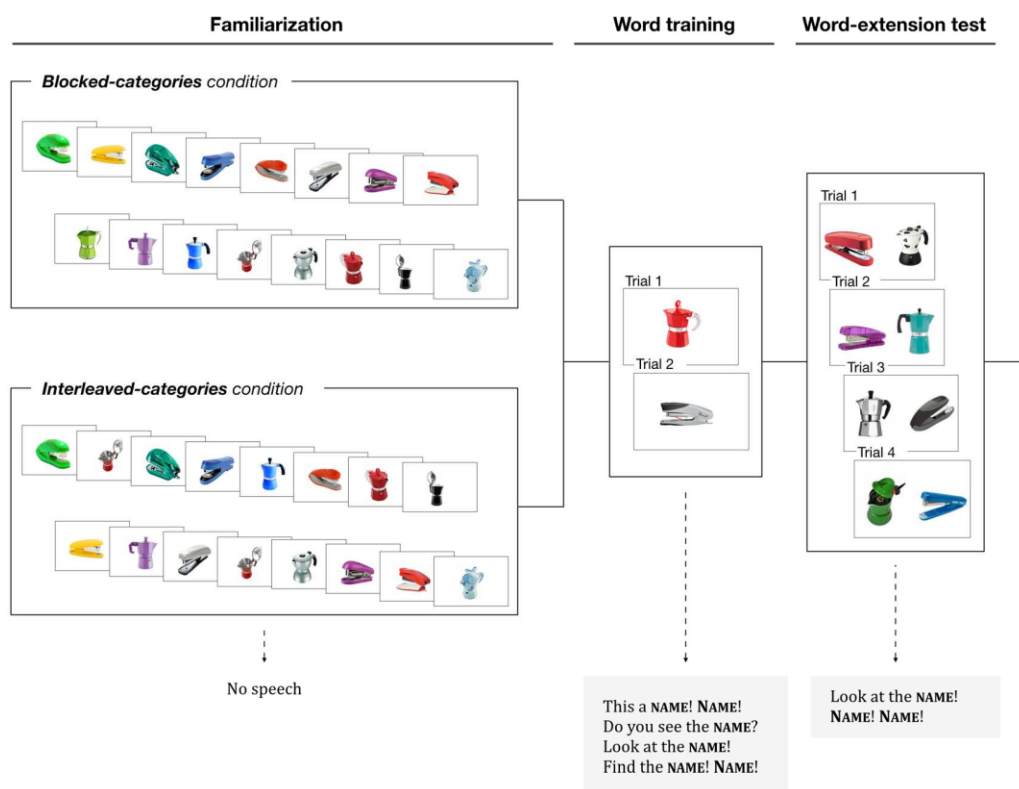 Familiarization
Word training
Word-extension test
Blocked-categories condition
Interleaved-categories condition
No speech
Trial 1
Trial 2
This a NAME! NAME!
Do you see the NAME?
Look at the NAME!
Find the NAME! NAME!
Trial 1
Trial 2
Trial 3
Trial 4
Look at the NAME!
NAME! NAME!